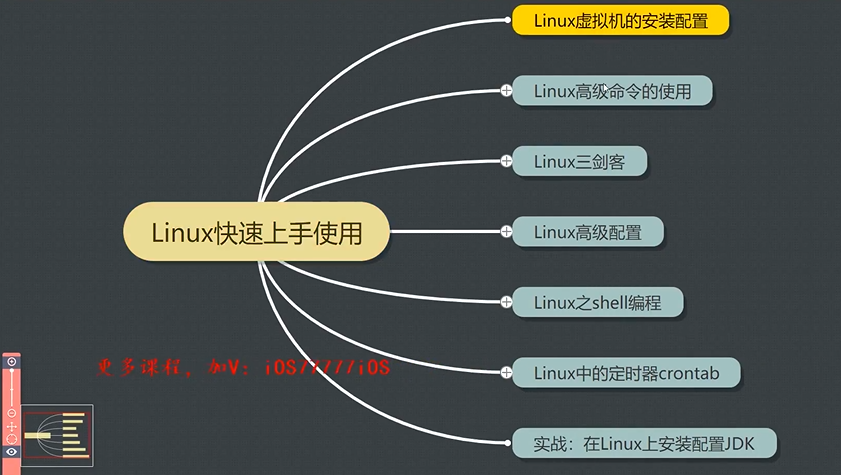 Linux虚拟机的安装配置
Linux高级命令的使用
Linux三剑客
Linux快速上手使用
Linux高级配置
Linux之shell编程
更多课程，加V：iOS77777iOS
Linux中的定时器crontab
实战：在Linux上安装配置JDK